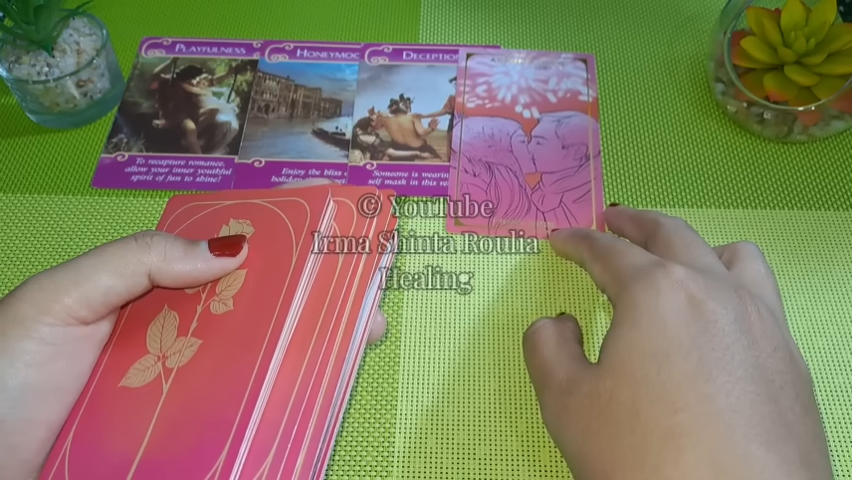 PLAYFULNESS
To recapture romance,
allow your inner youthful
spirit of fun to shine!
HONEYMOO
Enjoy the bliss
DECEPTION
Someone is wearin
self mask in this re
© YouTube
Irma Shinta Roulia
Healing